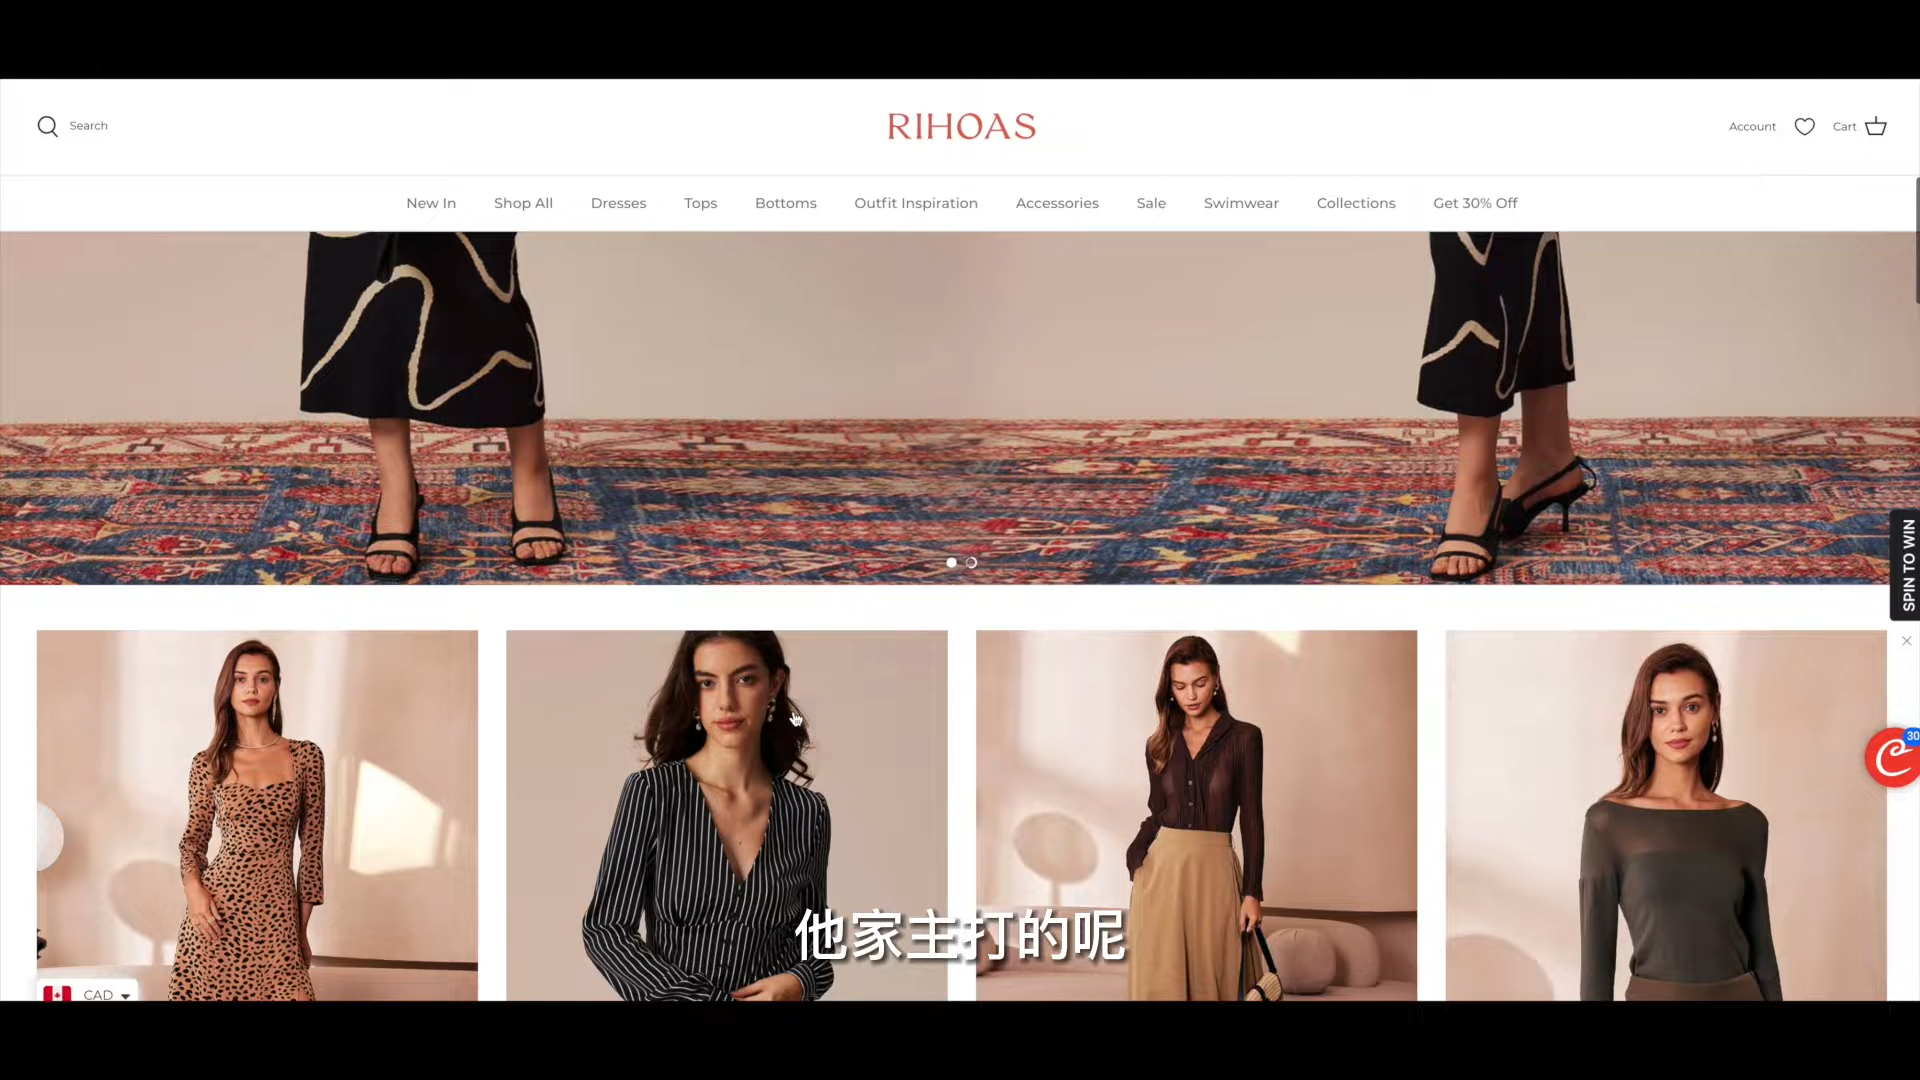 Search
RIHOAS
Account
Cart
New In
Shop All
Dresses
Tops
Bottoms
Outfit Inspiration
Accessories
Sale
Swimwear
Collections
Get 30% Off
SPIN TO WIN
30
他家主打的呢
CAD